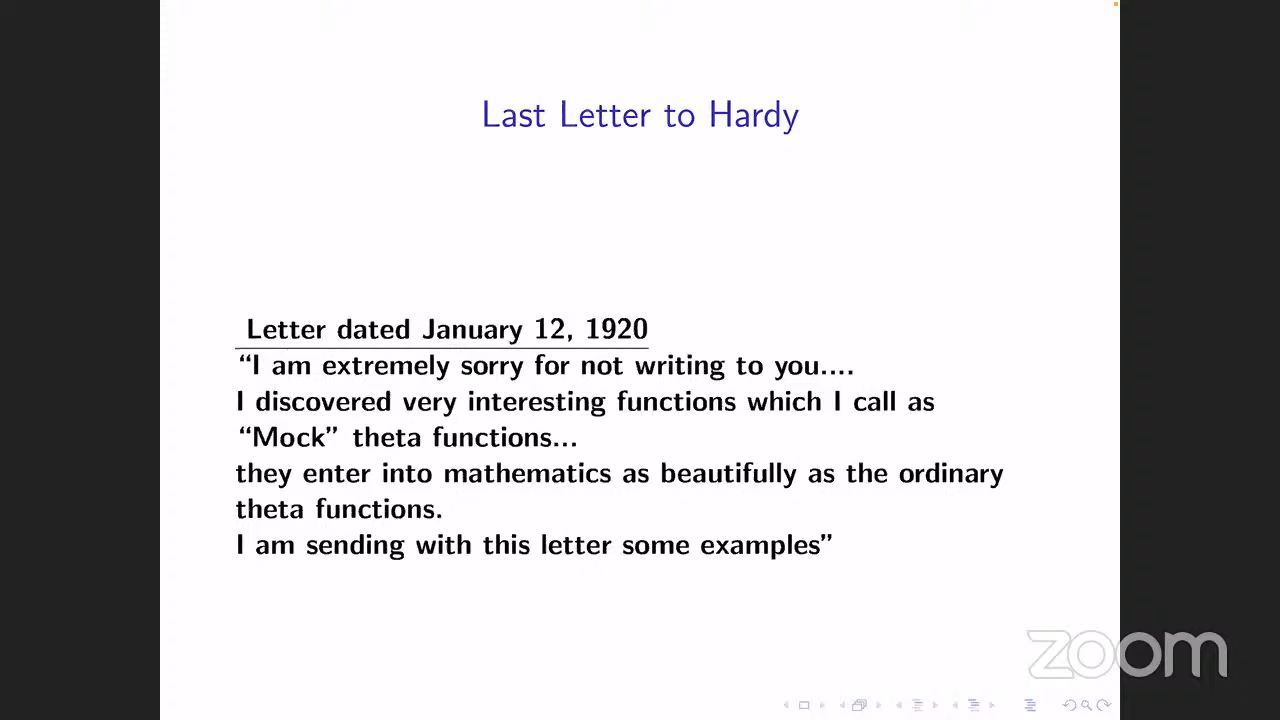 Last Letter to Hardy
Letter dated January 12, 1920
“I am extremely sorry for not writing to you....
I discovered very interesting functions which I call as
“Mock” theta functions...
they enter into mathematics as beautifully as the ordinary
theta functions.
I am sending with this letter some examples”
zoom